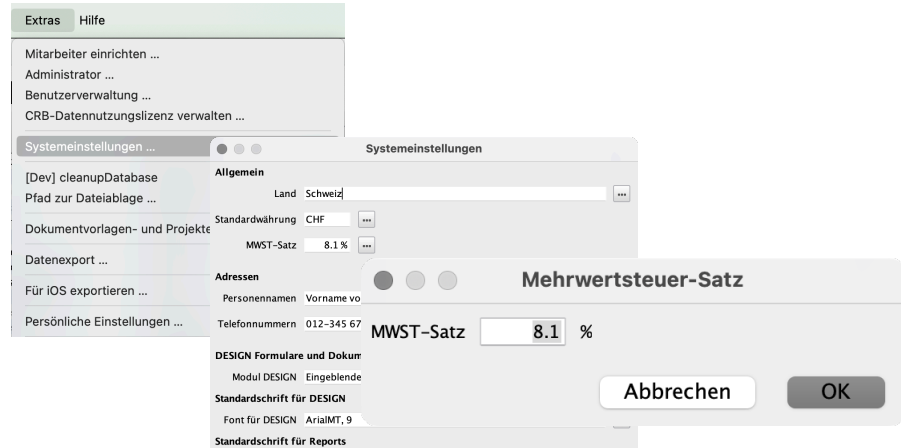 Extras Hilfe
Mitarbeiter einrichten ...
Administrator ...
Benutzerverwaltung ...
CRB-Datennutzungslizenz verwalten ...
Systemeinstellungen ...
[Dev] cleanupDatabase
Pfad zur Dateiablage ...
Dokumentvorlagen- und Projekte
Datenexport ...
Für iOS exportieren ...
Persönliche Einstellungen ...
Systemeinstellungen
Allgemein
Land Schweiz ...
Standardwährung CHF ...
MWST-Satz 8.1 % ...
Adressen
Personennamen Vorname vo
Telefonnummern 012-345 67
DESIGN Formulare und Dokum
Modul DESIGN Eingeblende
Standardschrift für DESIGN
Font für DESIGN ArialMT, 9
Standardschrift für Reports
Mehrwertsteuer-Satz
MWST-Satz 8.1 %
Abbrechen OK